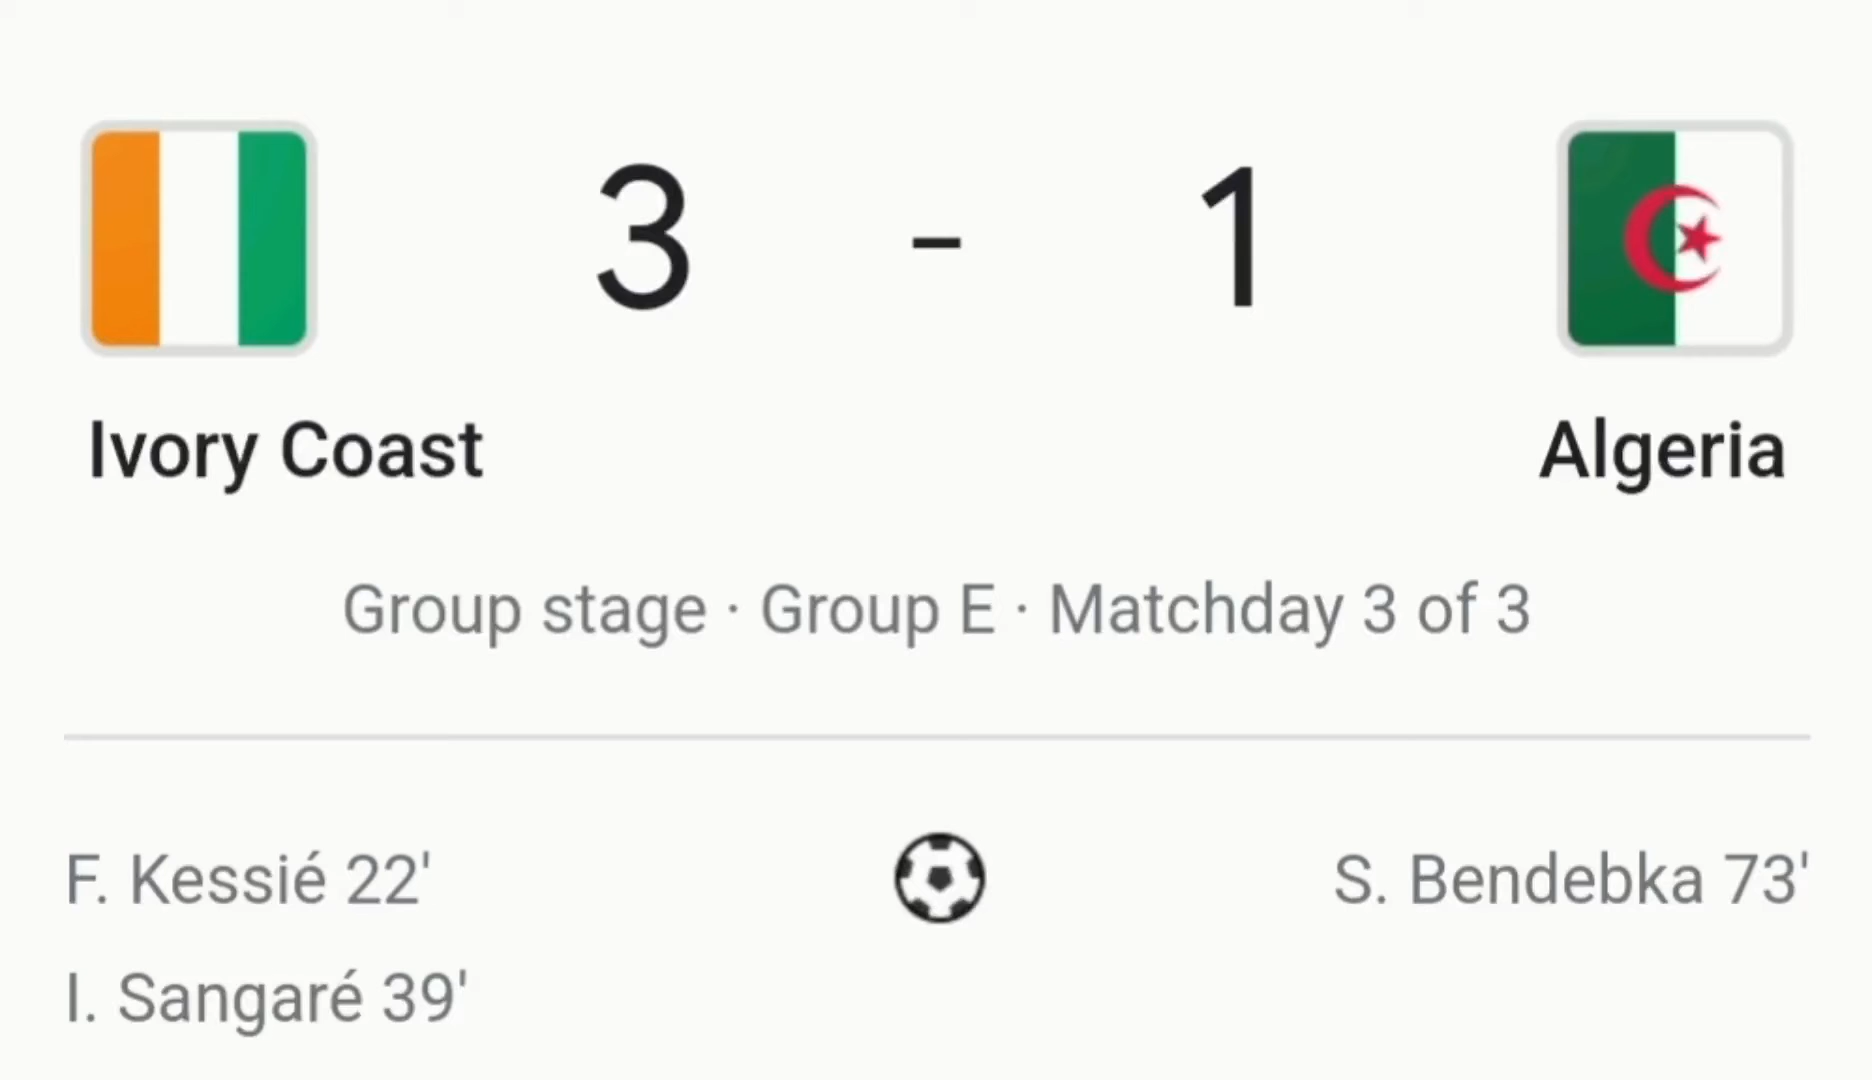 3 - 1
Ivory Coast Algeria
Group stage · Group E · Matchday 3 of 3
F. Kessié 22' S. Bendebka 73'
I. Sangaré 39'